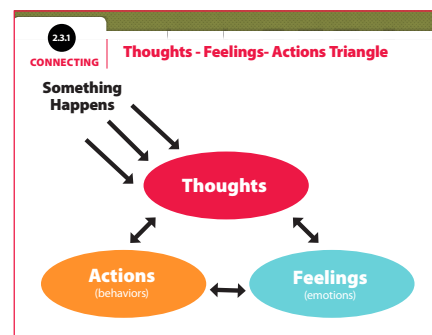 2.3.1
CONNECTING
Thoughts - Feelings- Actions Triangle
Something
Happens
Thoughts
Actions
(behaviors)
Feelings
(emotions)